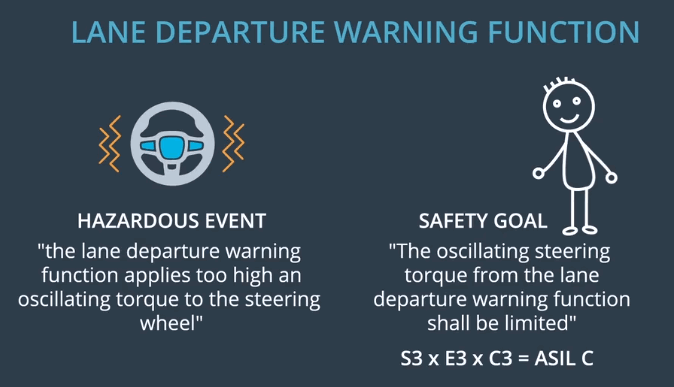 LANE DEPARTURE WARNING FUNCTION
HAZARDOUS EVENT
"the lane departure warning
function applies too high an
oscillating torque to the steering
wheel"
SAFETY GOAL
"The oscillating steering
torque from the lane
departure warning function
shall be limited"
S3 x E3 x C3 = ASIL C